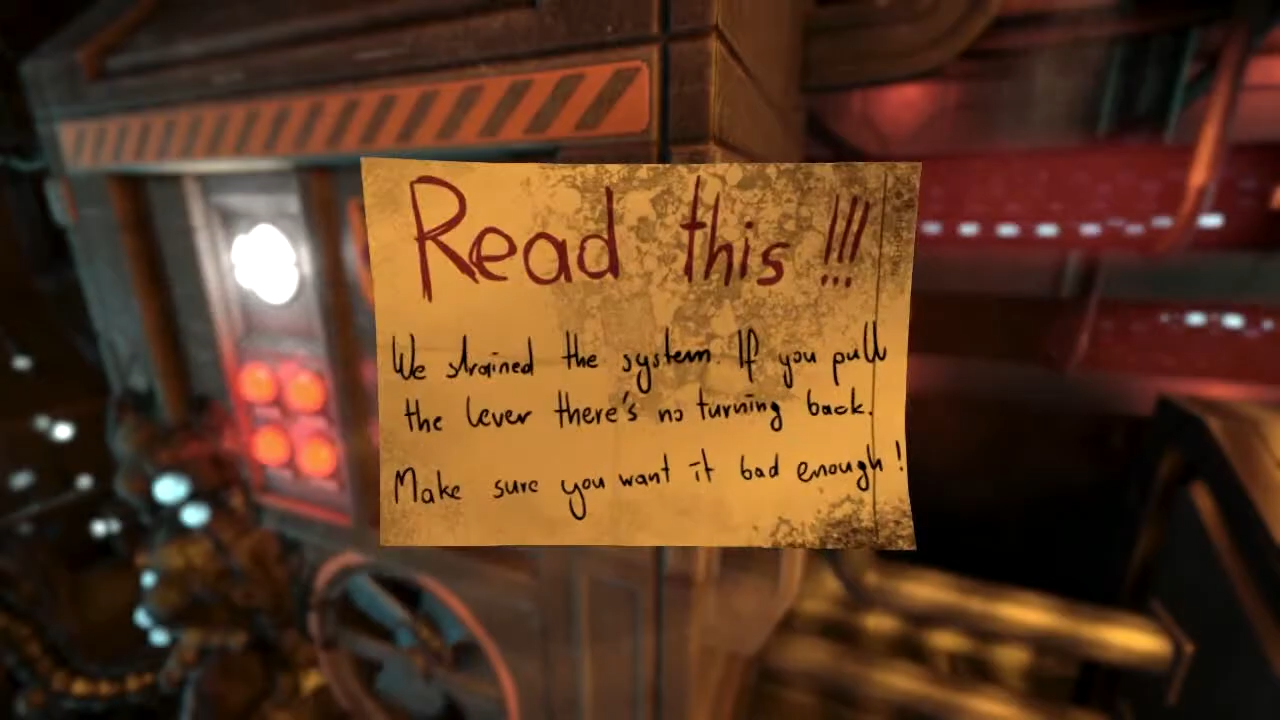 Read this!!!
We strained the system. If you pull
the lever there's no turning back.
Make sure you want it bad enough!